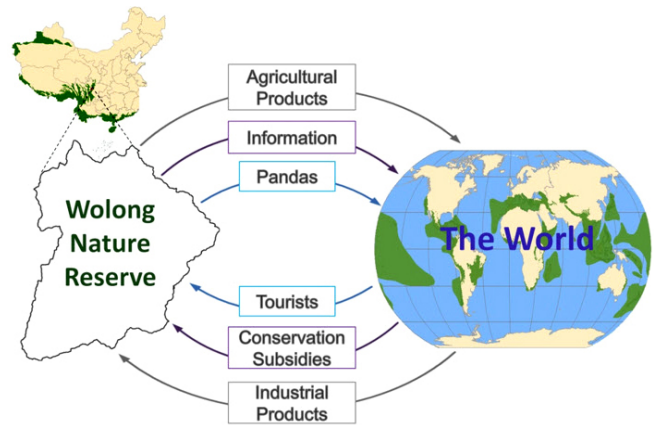 Agricultural
Products
Information
Pandas
Wolong
Nature
Reserve
The World
Tourists
Conservation
Subsidies
Industrial
Products